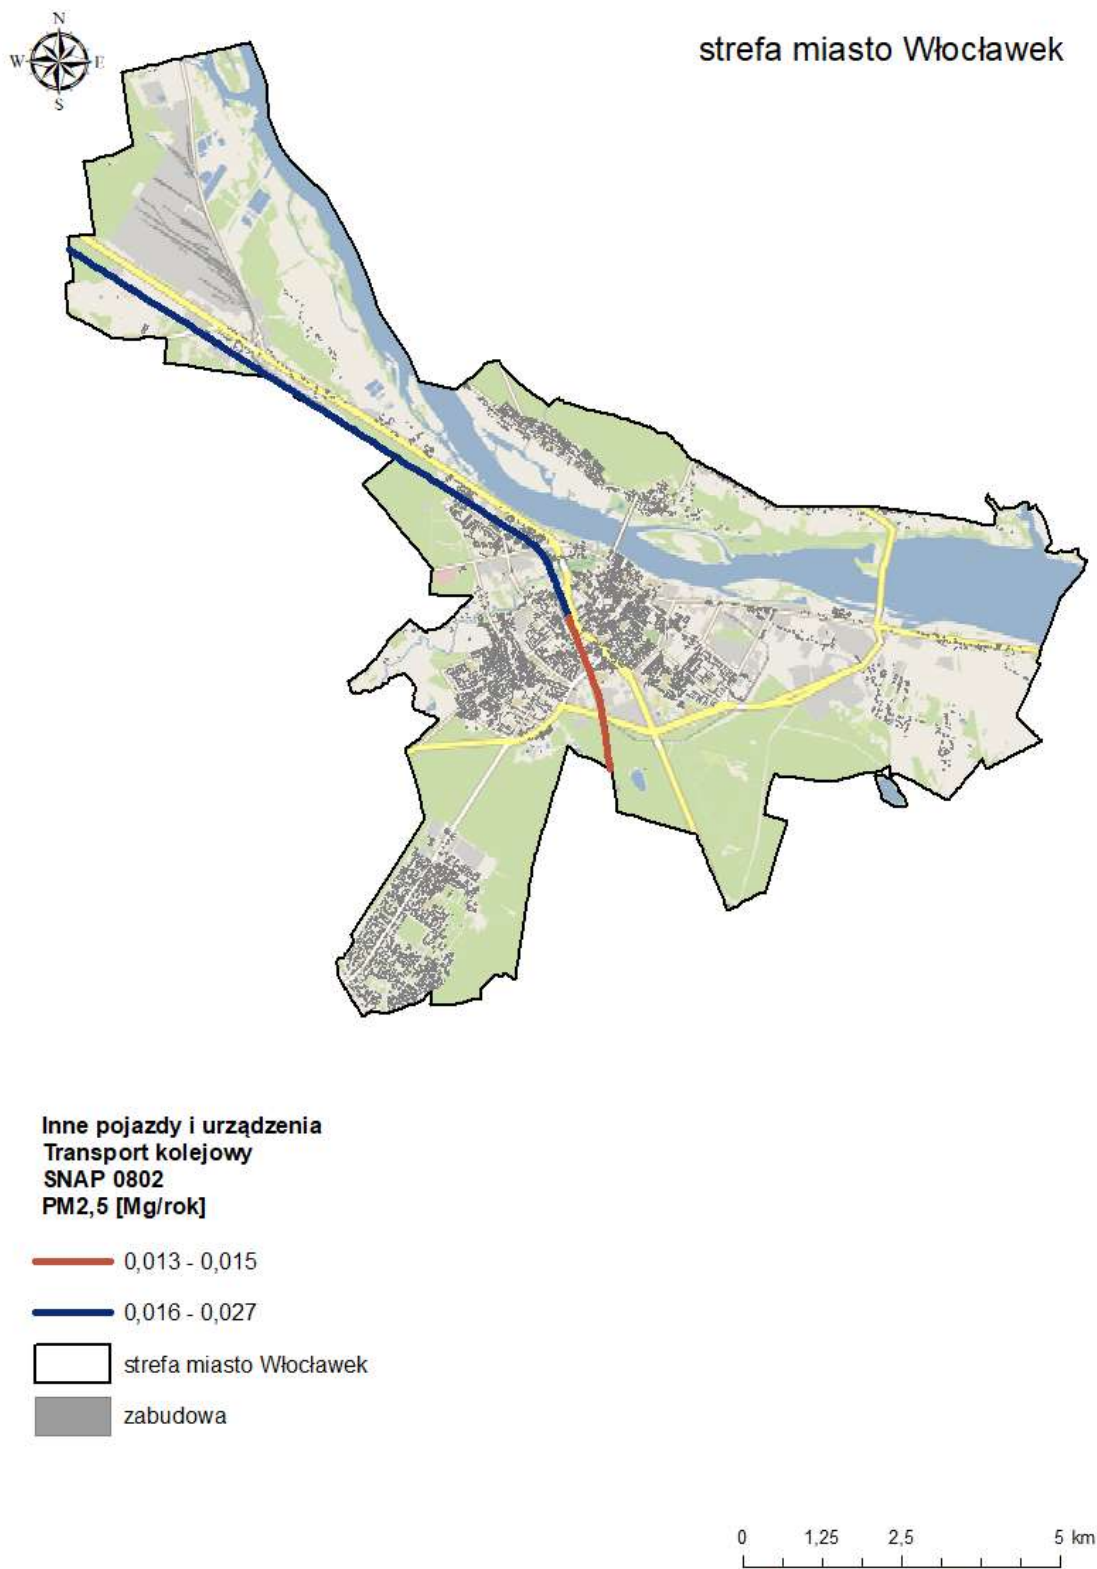 N
strefa miasto Włocławek
W E
S
Inne pojazdy i urządzenia
Transport kolejowy
SNAP 0802
PM2,5 [Mg/rok]
0,013 - 0,015
0,016 - 0,027
strefa miasto Włocławek
zabudowa
0 1,25 2,5 5 km